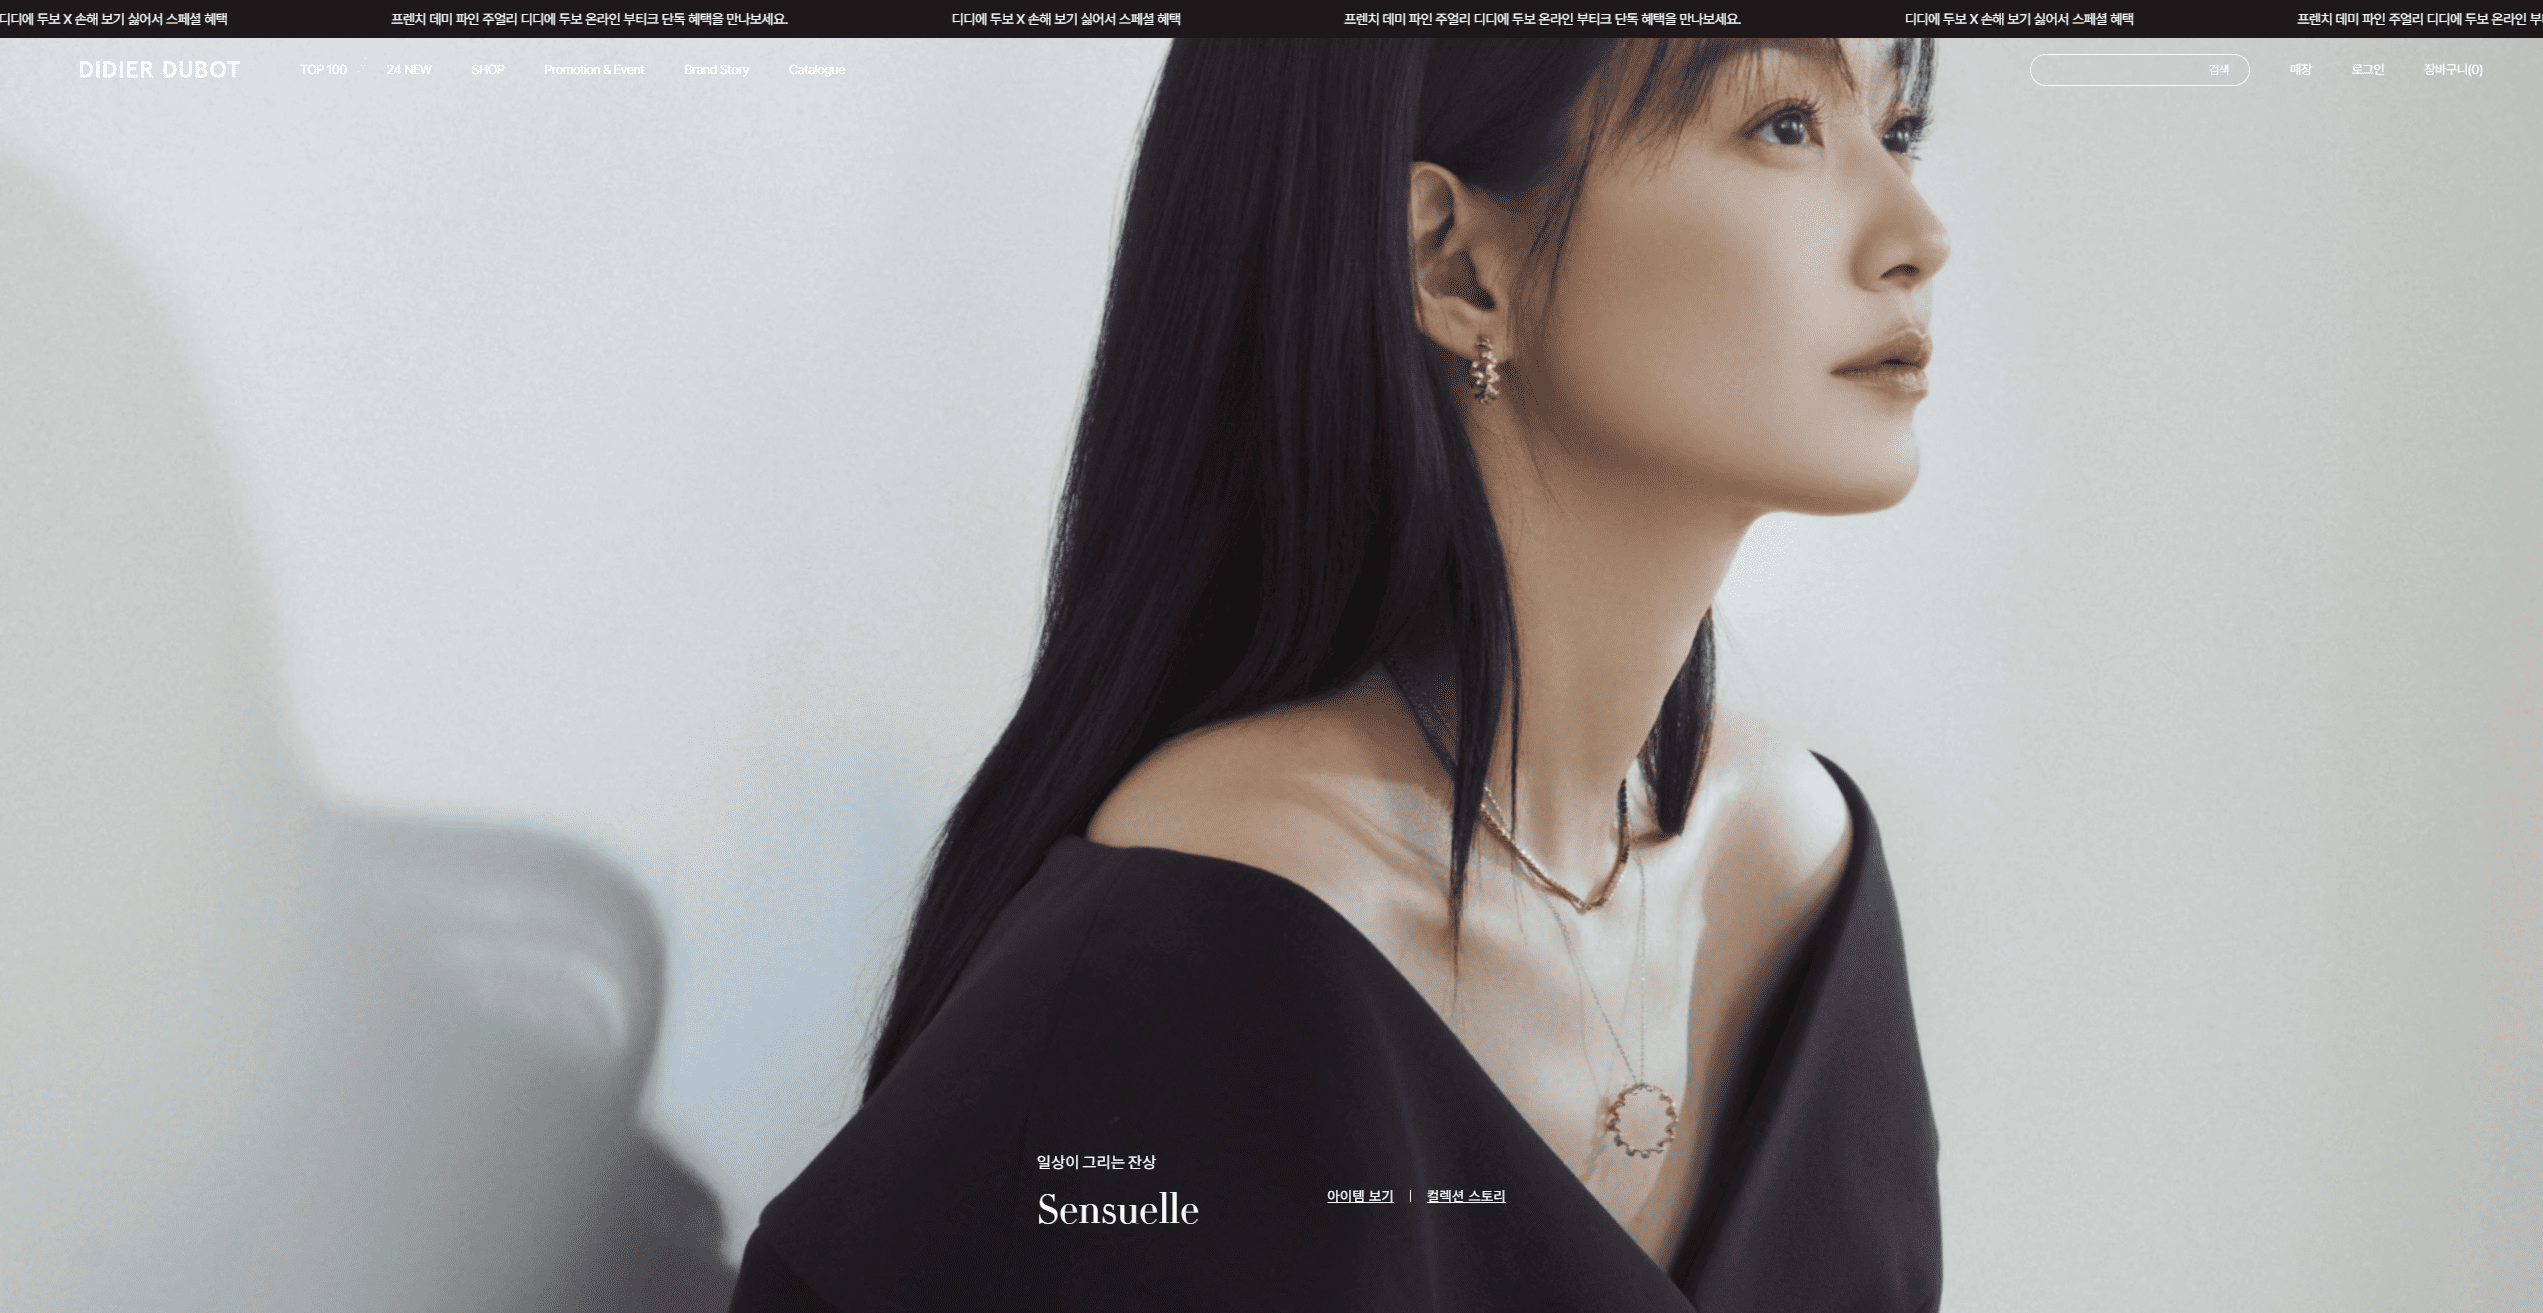 디디에 두보 X 손해 보기 싫어서 스페셜 혜택
프렌치 데미 파인 주얼리 디디에 두보 온라인 부티크 단독 혜택을 만나보세요.
디디에 두보 X 손해 보기 싫어서 스페셜 혜택
프렌치 데미 파인 주얼리 디디에 두보 온라인 부티크 단독 혜택을 만나보세요.
디디에 두보 X 손해 보기 싫어서 스페셜 혜택
프렌치 데미 파인 주얼리 디디에 두보 온라인
DIDIER DUBOT
TOP 100
24 NEW
SHOP
Promotion & Event
Brand Story
Catalogue
검색
매장
로그인
장바구니(0)
일상이 그리는 잔상
Sensuelle
아이템 보기 | 컬렉션 스토리